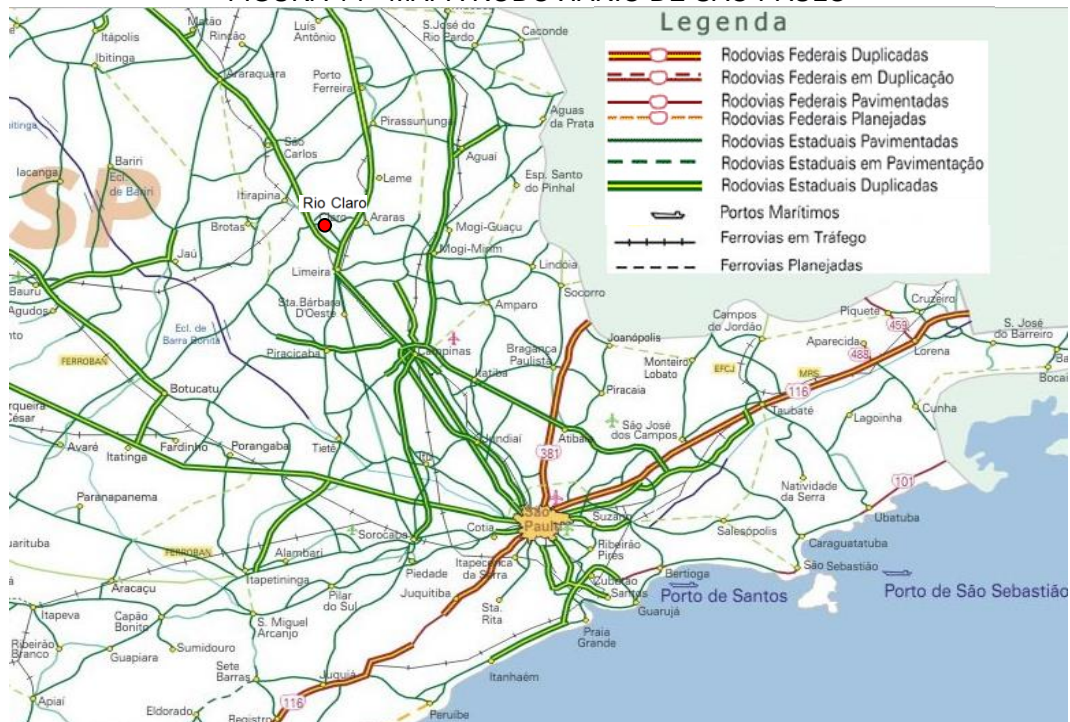 Legenda
Rodovias Federais Duplicadas
Rodovias Federais em Duplicação
Rodovias Federais Pavimentadas
Rodovias Federais Planejadas
Rodovias Estaduais Pavimentadas
Rodovias Estaduais em Pavimentação
Rodovias Estaduais Duplicadas
Portos Marítimos
Ferrovias em Tráfego
Ferrovias Planejadas
Matão
Rincão
Itápolis
Ibitinga
Araraquara
Luís
Antônio
S.José do
Rio Pardo
Caconde
Porto
Ferreira
Pirassununga
Aguas
da Prata
São
Carlos
Aguaí
Bariri
Ecl.
de Bariri
Iacanga
SP
Itirapina
Leme
Esp. Santo
do Pinhal
Rio Claro
Araras
Brotas
Mogi-Guaçu
Mogi-Mirim
Jaú
Limeira
Lindóia
Bauru
Agudos
Socorro
Sta.Bárbara
D'Oeste
Amparo
Ecl. de
Barra Bonita
Piracicaba
Campinas
Bragança
Paulista
Joanópolis
Campos
do Jordão
Piquete
Cruzeiro
459
S. José
do Barreiro
Aparecida
488
Lorena
FERROBAN
Itatiba
Monteiro
Lobato
EFCJ
MRS
116
Botucatu
Piracaia
Taubaté
Lagoinha
Cunha
César
Avaré
Itatinga
Fardinho
Porangaba
Tietê
Jundiaí
Atibaia
São José
dos Campos
381
Paranapanema
Natividade
da Serra
101
Ubatuba
São
Paulo
Suzano
Salesópolis
Caraguatatuba
Cotia
Sorocaba
FERROBAN
Alambari
Ribeirão
Pires
Itapecerica
da Serra
Itapetininga
Piedade
Cubatão
Bertioga
São Sebastião
Porto de Santos
Porto de São Sebastião
Aracaçu
Juquitiba
Santos
Guarujá
Pilar
do Sul
Sta.
Rita
Itapeva
Capão
Bonito
S. Miguel
Arcanjo
Praia
Grande
Ribeirão
Branco
Guapiara
Sumidouro
Sete
Barras
Juquiá
Itanhaém
Apiaí
Eldorado
Registro
116
Peruíbe